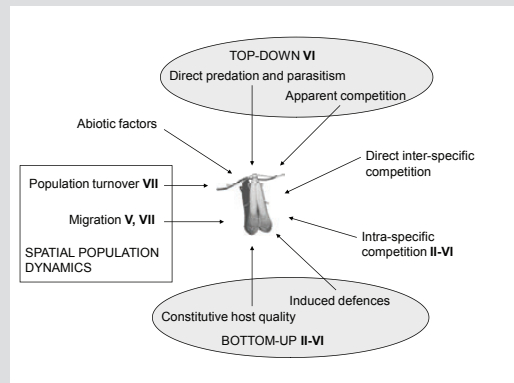 TOP-DOWN VI
Direct predation and parasitism
Apparent competition
Abiotic factors
Direct inter-specific
competition
Population turnover VII
Migration V, VII
SPATIAL POPULATION
DYNAMICS
Intra-specific
competition II-VI
Induced defences
Constitutive host quality
BOTTOM-UP II-VI